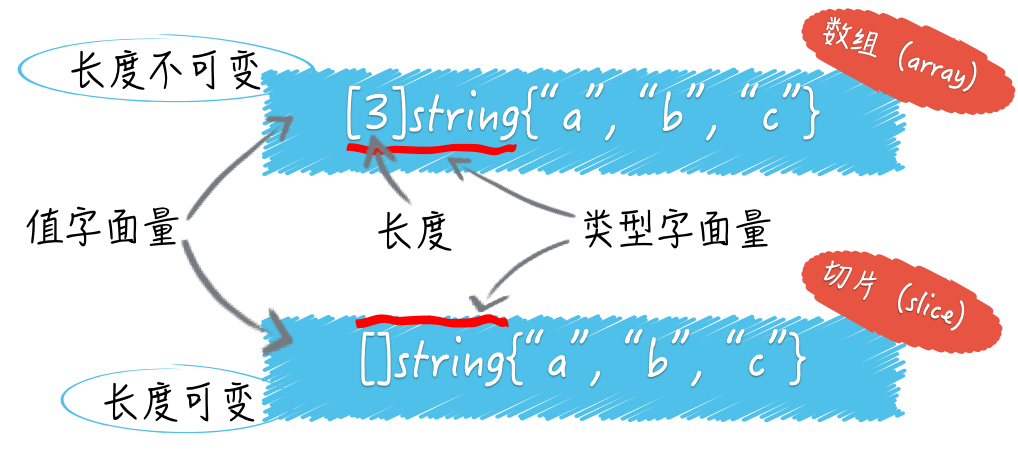 数组（array）
长度不可变
[3]string{“a”, “b”, “c”}
值字面量
长度
类型字面量
切片（slice）
[]string{“a”, “b”, “c”}
长度可变